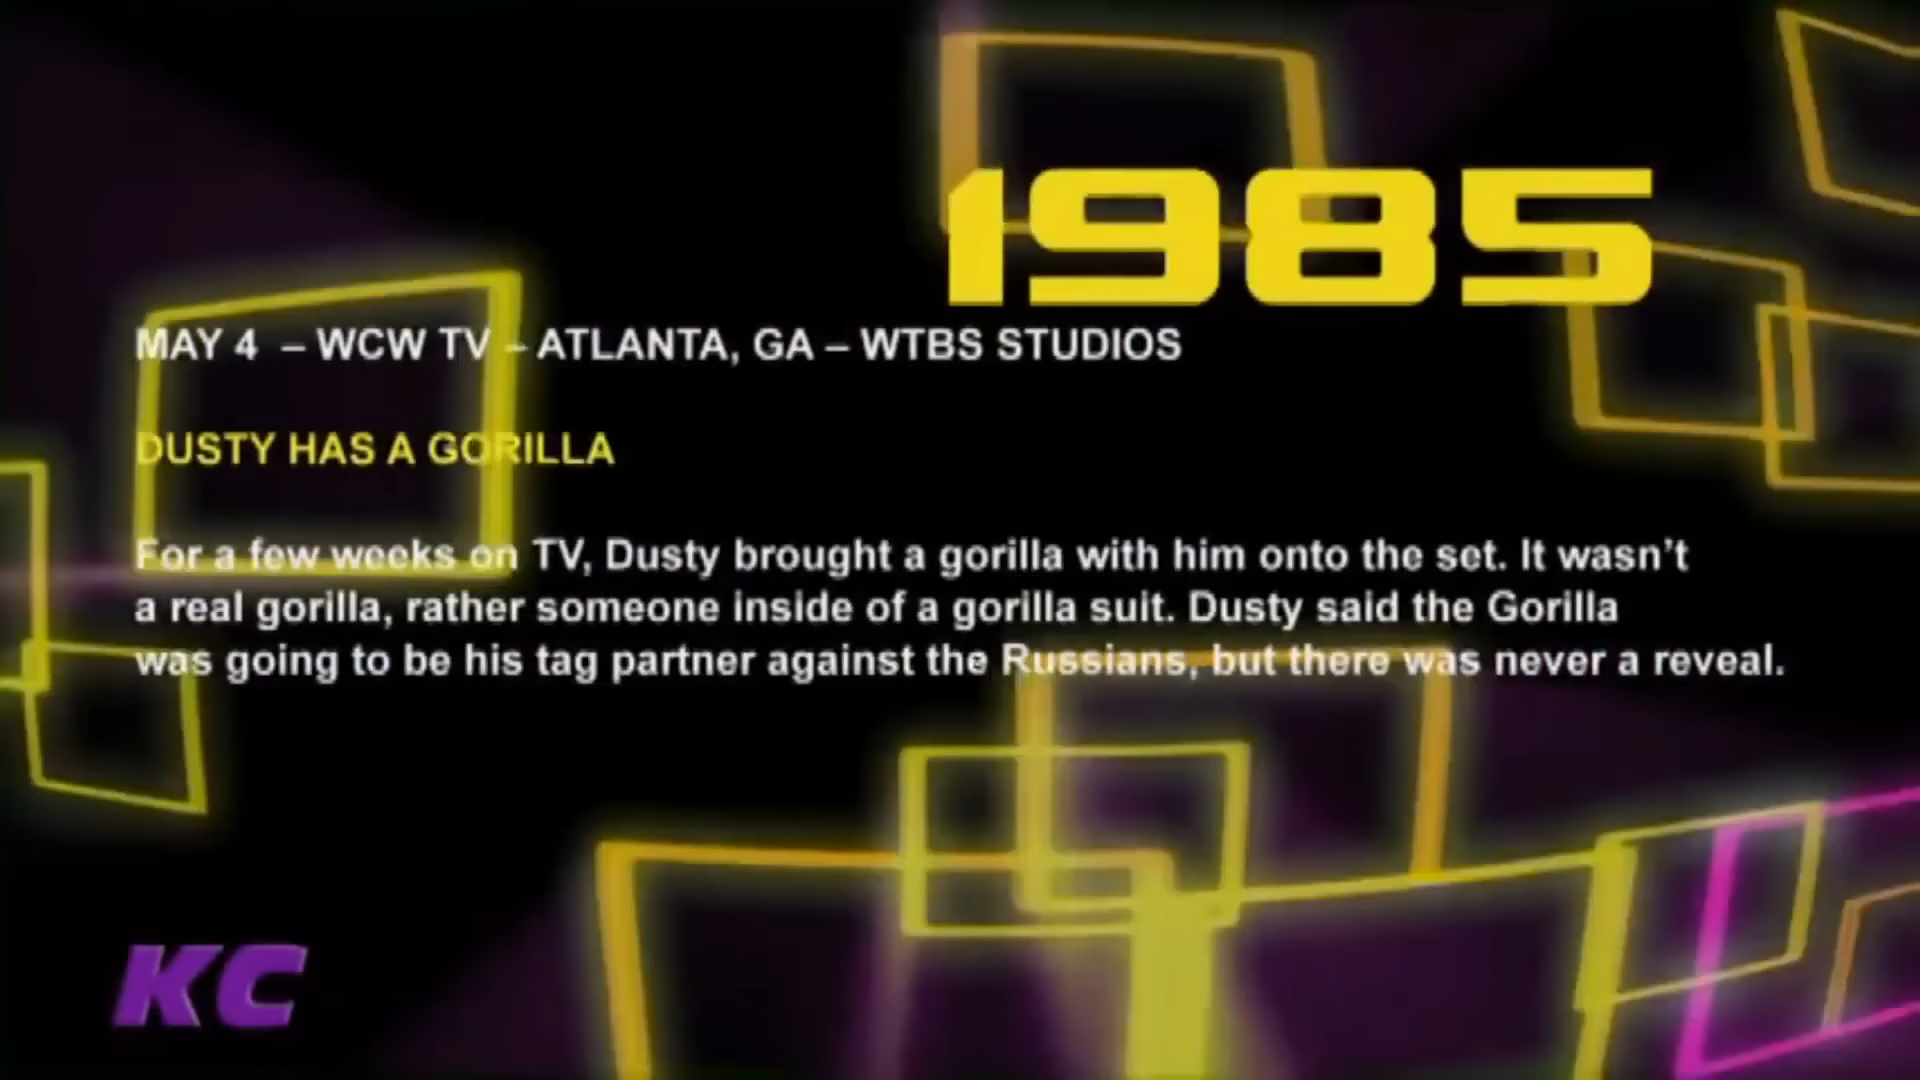 1985
MAY 4 – WCW TV – ATLANTA, GA – WTBS STUDIOS
DUSTY HAS A GORILLA
For a few weeks on TV, Dusty brought a gorilla with him onto the set. It wasn’t
a real gorilla, rather someone inside of a gorilla suit. Dusty said the Gorilla
was going to be his tag partner against the Russians, but there was never a reveal.
KC